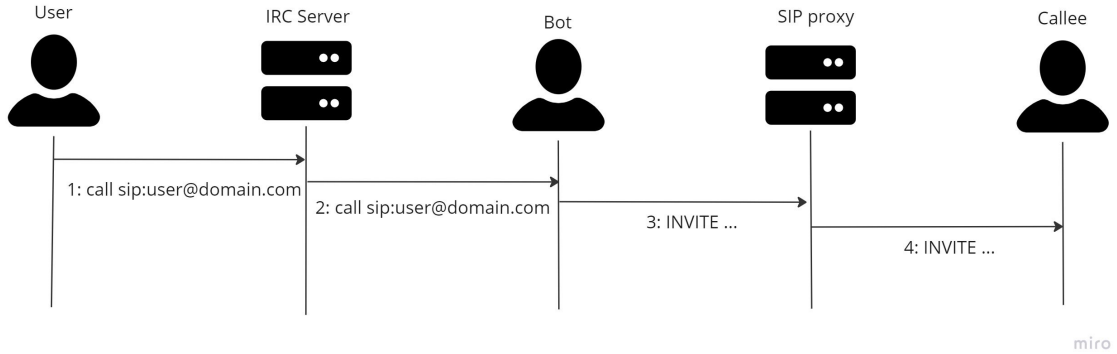 User
IRC Server
Bot
SIP proxy
Callee
1: call sip:user@domain.com
2: call sip:user@domain.com
3: INVITE ...
4: INVITE ...
miro